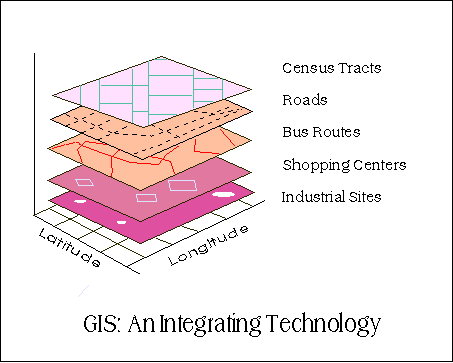 Census Tracts
Roads
Bus Routes
Shopping Centers
Industrial Sites
Latitude
Longitude
GIS: An Integrating Technology